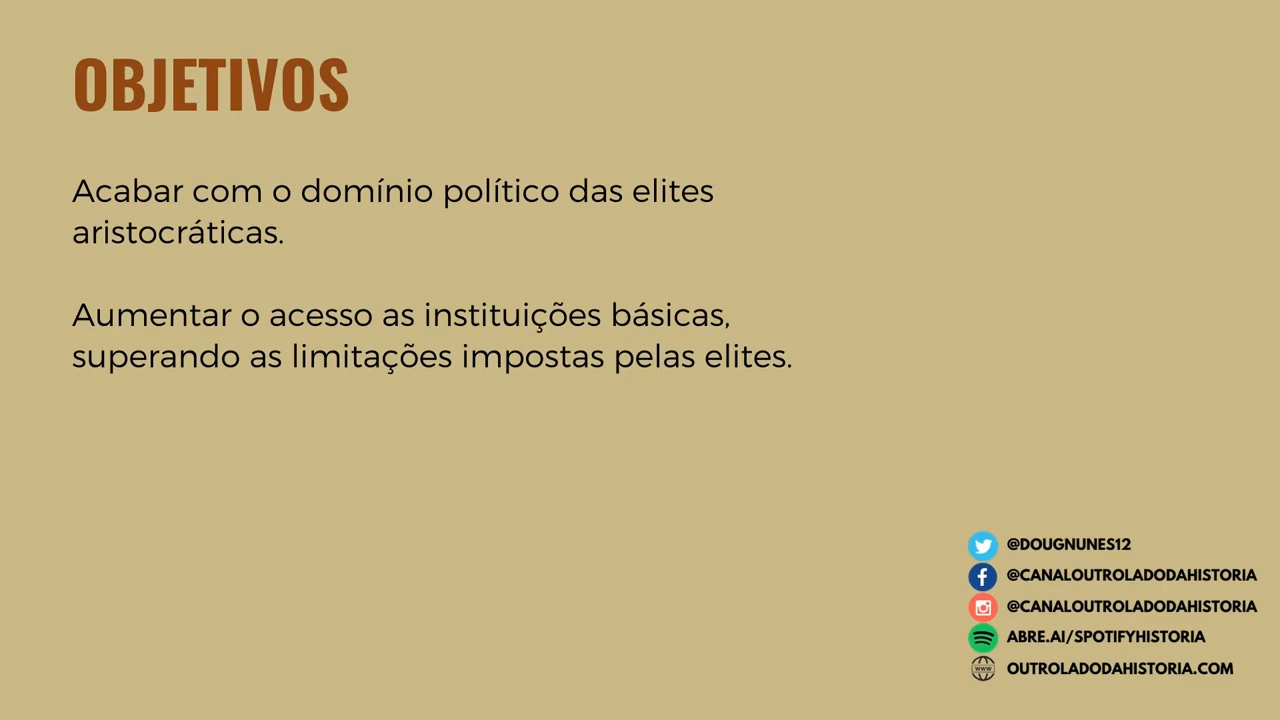 OBJETIVOS
Acabar com o domínio político das elites
aristocráticas.
Aumentar o acesso as instituições básicas,
superando as limitações impostas pelas elites.
@DOUGNUNES12
@CANALOUTROLADODAHISTORIA
@CANALOUTROLADODAHISTORIA
ABRE.AI/SPOTIFYHISTORIA
WWW
OUTROLADODAHISTORIA.COM